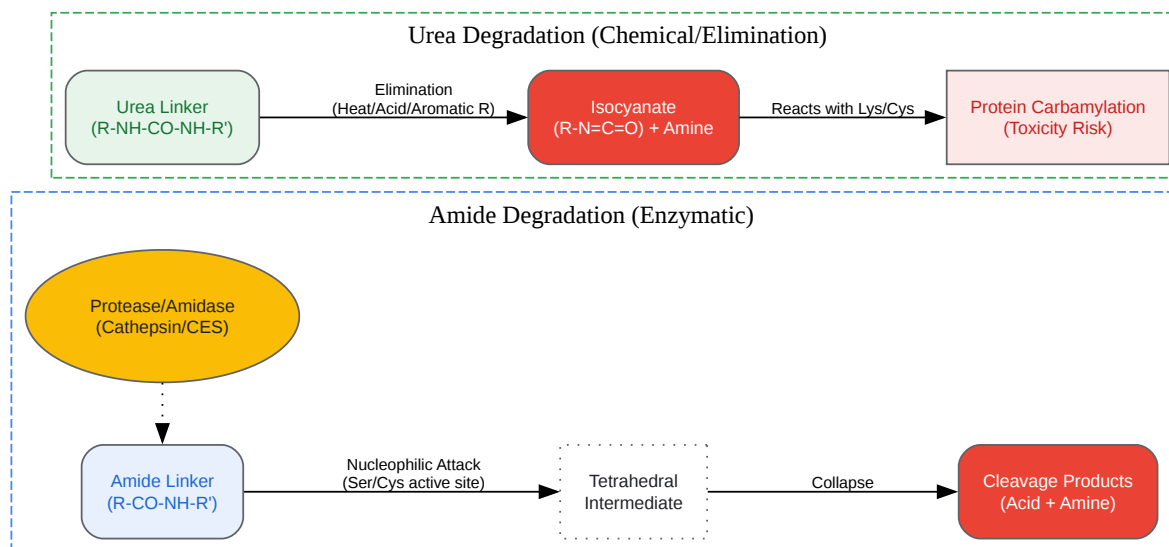 Urea Degradation (Chemical/Elimination)
Urea Linker
(R-NH-CO-NH-R')
Elimination
(Heat/Acid/Aromatic R)
Isocyanate
(R-N=C=O) + Amine
Reacts with Lys/Cys
Protein Carbamylation
(Toxicity Risk)
Amide Degradation (Enzymatic)
Protease/Amidase
(Cathepsin/CES)
Amide Linker
(R-CO-NH-R')
Nucleophilic Attack
(Ser/Cys active site)
Tetrahedral
Intermediate
Collapse
Cleavage Products
(Acid + Amine)